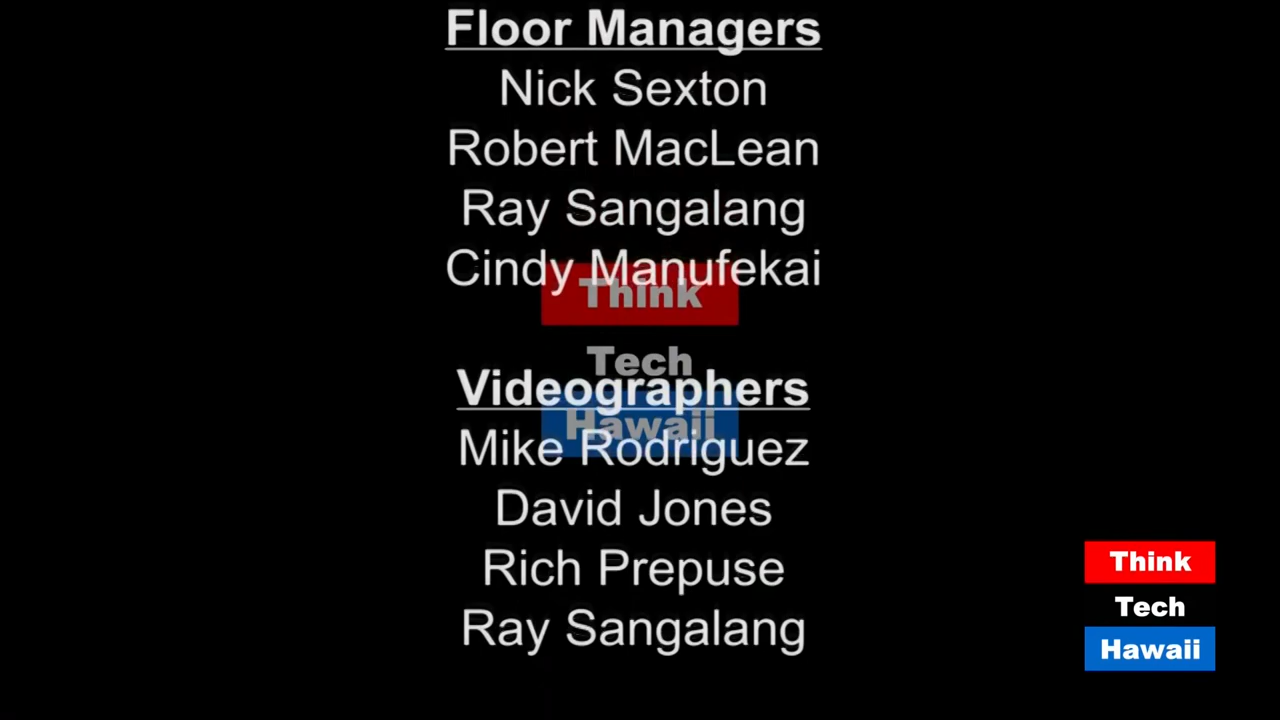 Floor Managers
Nick Sexton
Robert MacLean
Ray Sangalang
Cindy Manufekai
Think
Tech
Hawaii
Videographers
Mike Rodriguez
David Jones
Rich Prepuse
Ray Sangalang
Think
Tech
Hawaii